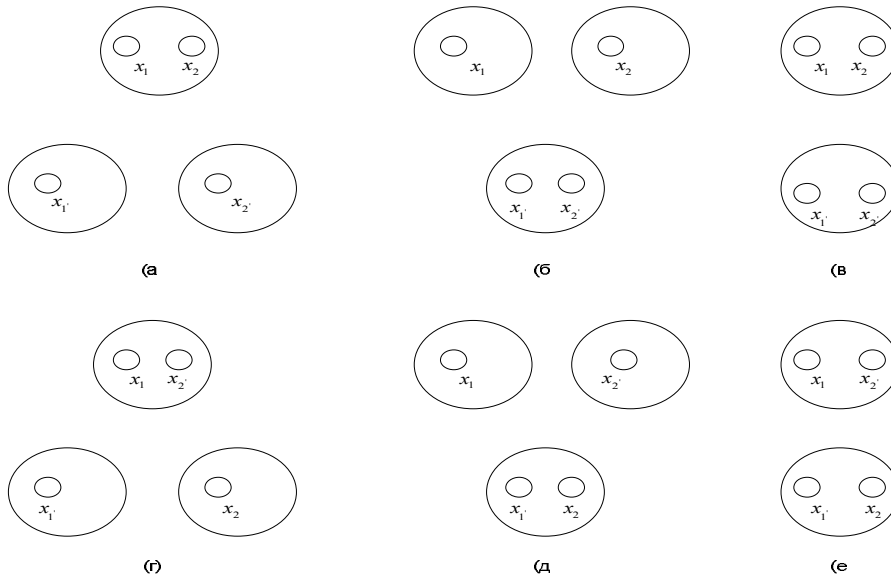 x₁ x₂ x₁ x₂ x₁ x₂
x₁' x₂' x₁' x₂' x₁' x₂'
(а (б (в
x₁ x₂' x₁ x₂' x₁ x₂'
x₁' x₂ x₁' x₂ x₁' x₂
(г) (д (е